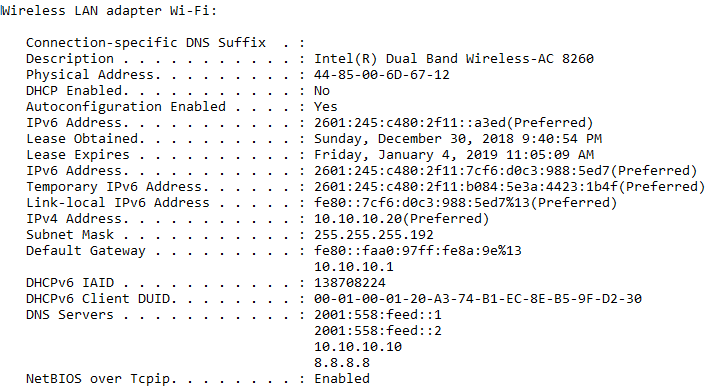 Wireless LAN adapter Wi-Fi:
Connection-specific DNS Suffix . :
Description . . . . . . . . . . . : Intel(R) Dual Band Wireless-AC 8260
Physical Address. . . . . . . . . : 44-85-00-6D-67-12
DHCP Enabled. . . . . . . . . . . : No
Autoconfiguration Enabled . . . . : Yes
IPv6 Address. . . . . . . . . . . : 2601:245:c480:2f11::a3ed(Preferred)
Lease Obtained. . . . . . . . . . : Sunday, December 30, 2018 9:40:54 PM
Lease Expires . . . . . . . . . . : Friday, January 4, 2019 11:05:09 AM
IPv6 Address. . . . . . . . . . . : 2601:245:c480:2f11:7cf6:d0c3:988:5ed7(Preferred)
Temporary IPv6 Address. . . . . . : 2601:245:c480:2f11:b084:5e3a:4423:1b4f(Preferred)
Link-local IPv6 Address . . . . . : fe80::7cf6:d0c3:988:5ed7%13(Preferred)
IPv4 Address. . . . . . . . . . . : 10.10.10.20(Preferred)
Subnet Mask . . . . . . . . . . . : 255.255.255.192
Default Gateway . . . . . . . . . : fe80::faa0:97ff:fe8a:9e%13
10.10.10.1
DHCPv6 IAID . . . . . . . . . . . : 138708224
DHCPv6 Client DUID. . . . . . . . : 00-01-00-01-20-A3-74-B1-EC-8E-B5-9F-D2-30
DNS Servers . . . . . . . . . . . : 2001:558:feed::1
2001:558:feed::2
10.10.10.10
8.8.8.8
NetBIOS over Tcpip. . . . . . . . : Enabled